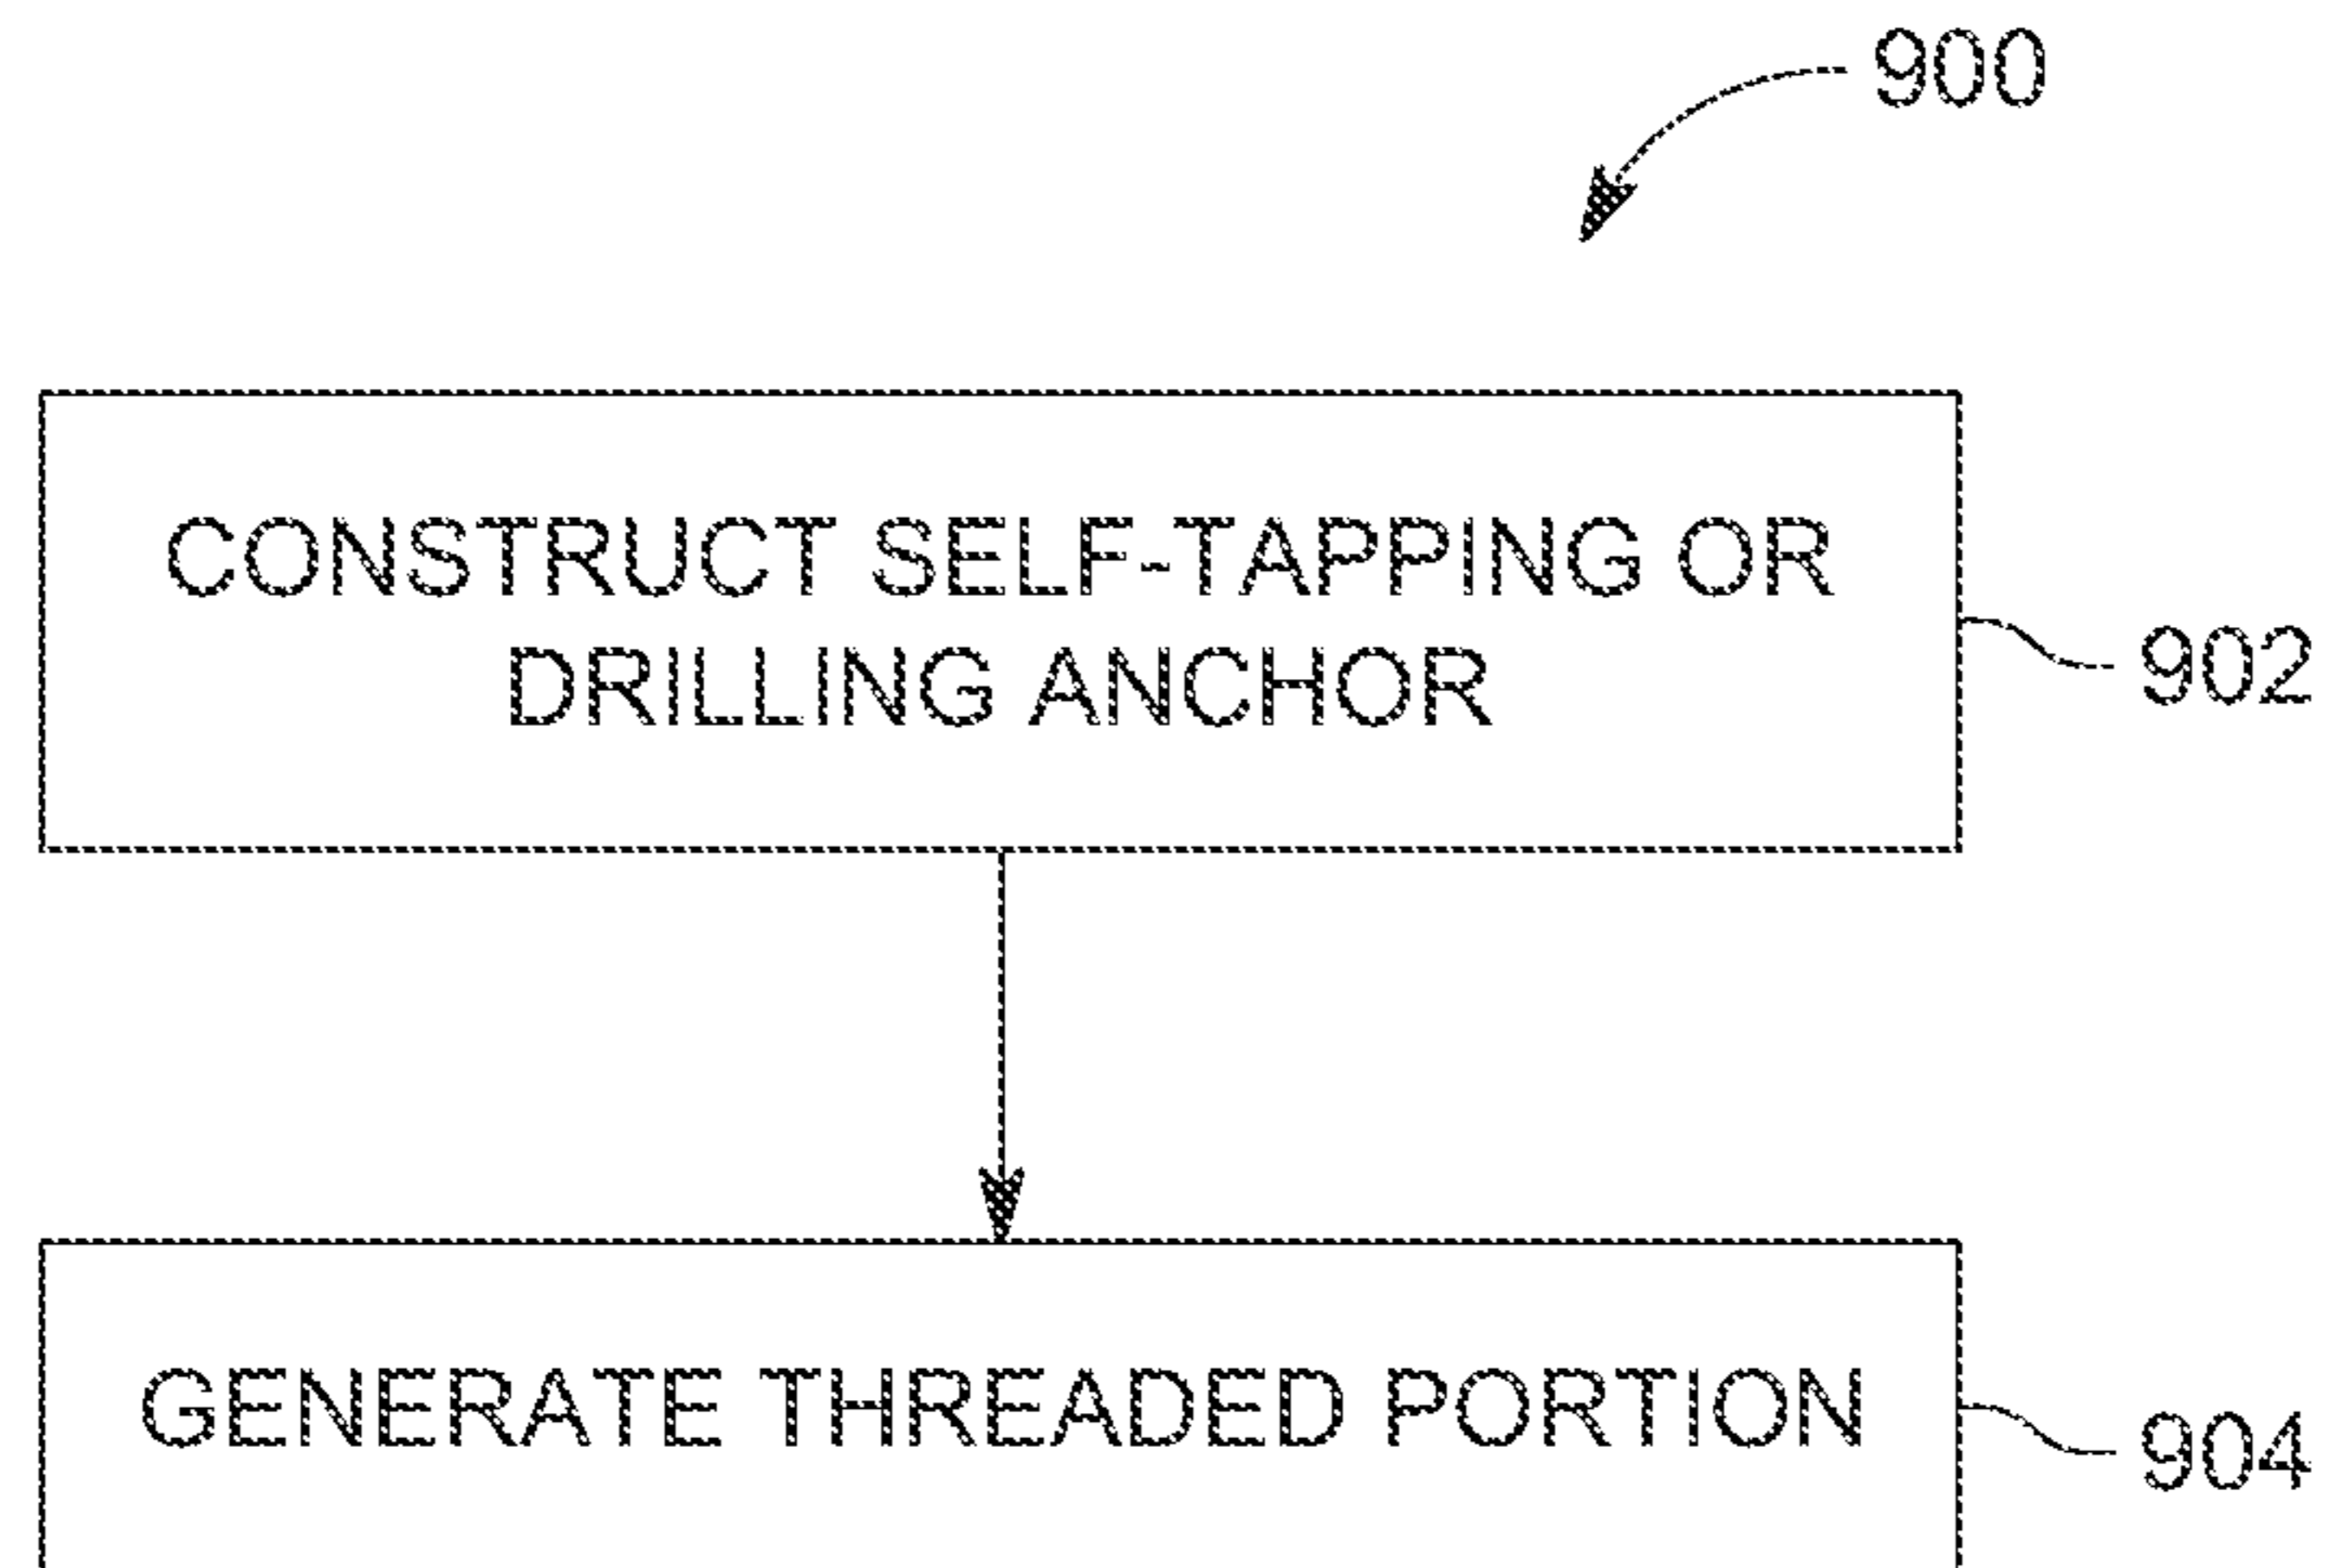 900
CONSTRUCT SELF-TAPPING OR
DRILLING ANCHOR
902
GENERATE THREADED PORTION
904